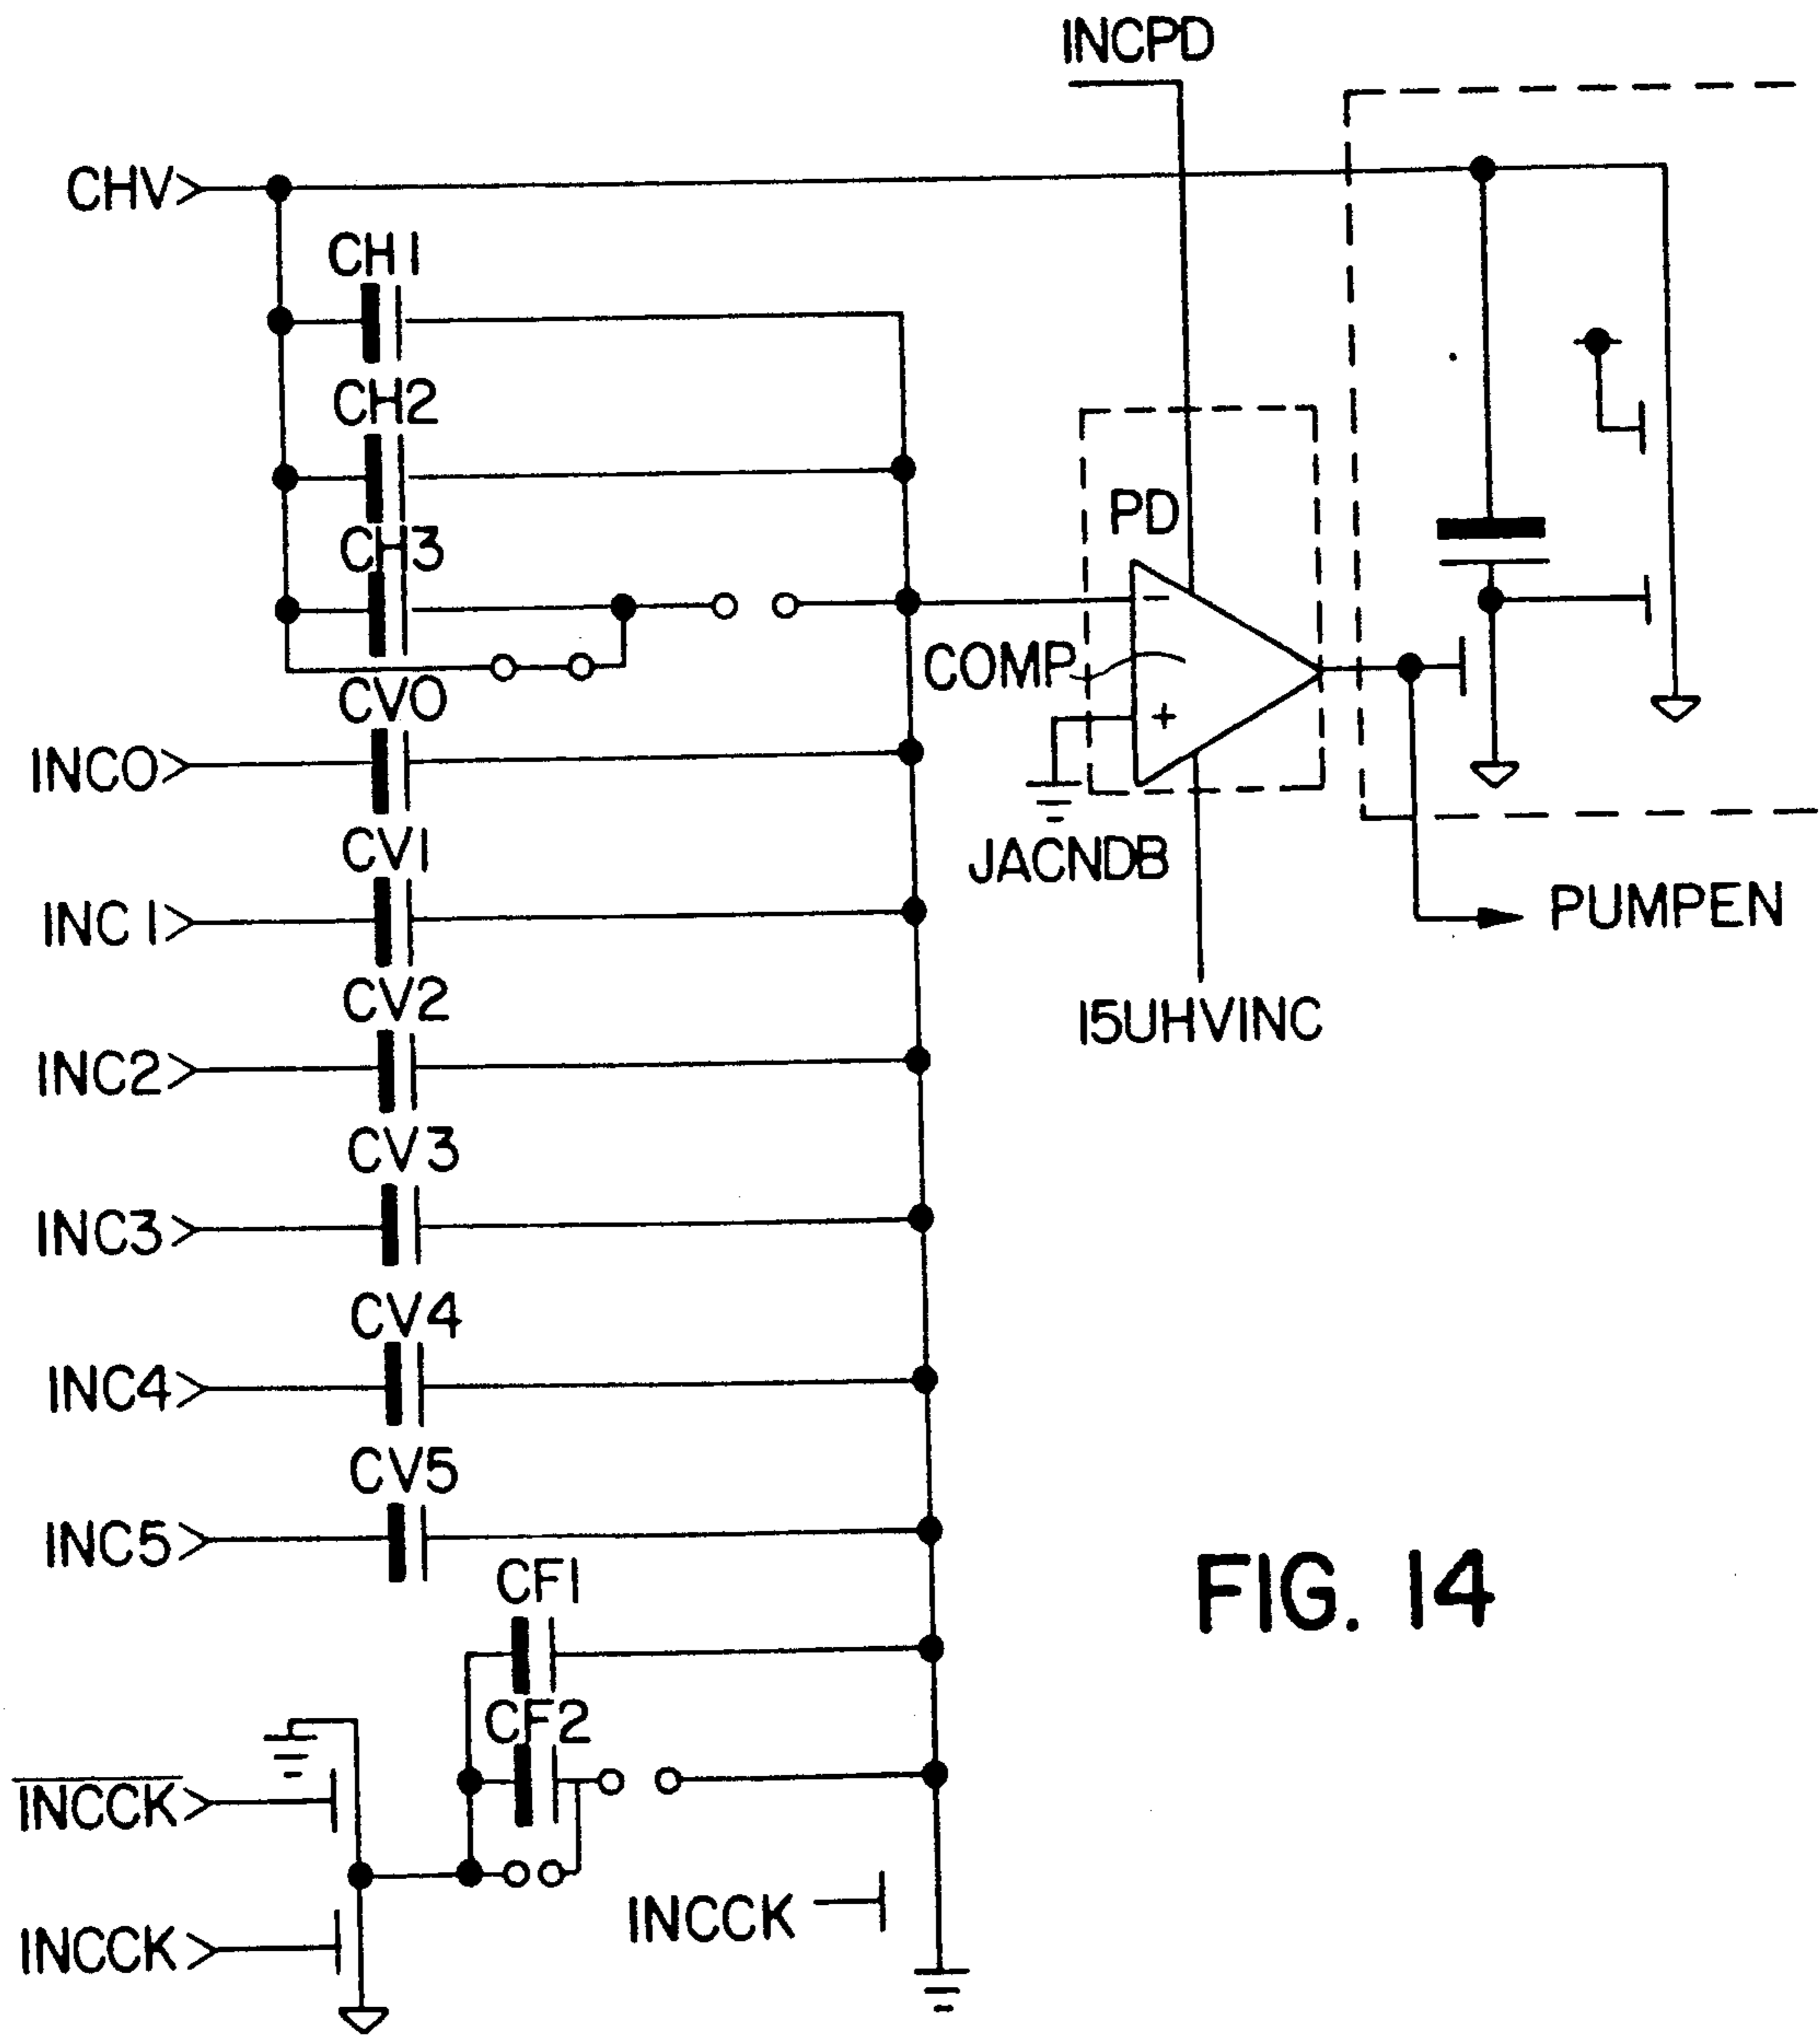 INCPD
CHV
CH1
CH2
PD
CH3
-
COMP
CV0
+
INC0
CV1
JACNDB
INC1
PUMPEN
CV2
I5UHVINC
INC2
CV3
INC3
CV4
INC4
CV5
INC5
CF1
FIG. 14
CF2
INCCK
INCCK
INCCK